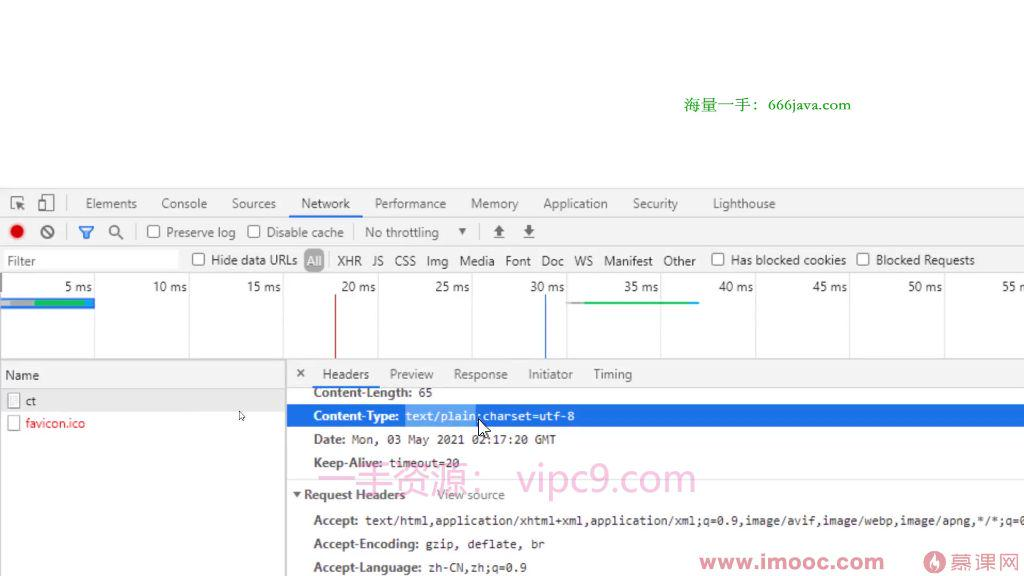 海量一手：666java.com
Elements Console Sources Network Performance Memory Application Security Lighthouse
Preserve log Disable cache No throttling
Filter Hide data URLs All XHR JS CSS Img Media Font Doc WS Manifest Other Has blocked cookies Blocked Requests
5 ms 10 ms 15 ms 20 ms 25 ms 30 ms 35 ms 40 ms 45 ms 50 ms 55 m
Name
ct
favicon.ico
× Headers Preview Response Initiator Timing
Content-Length: 65
Content-Type: text/plain;charset=utf-8
Date: Mon, 03 May 2021 02:17:20 GMT
Keep-Alive: timeout=20
一手资源： vipc9.com
Request Headers View source
Accept: text/html,application/xhtml+xml,application/xml;q=0.9,image/avif,image/webp,image/apng,*/*;q=0
Accept-Encoding: gzip, deflate, br
Accept-Language: zh-CN,zh;q=0.9
www.imooc.com 慕课网